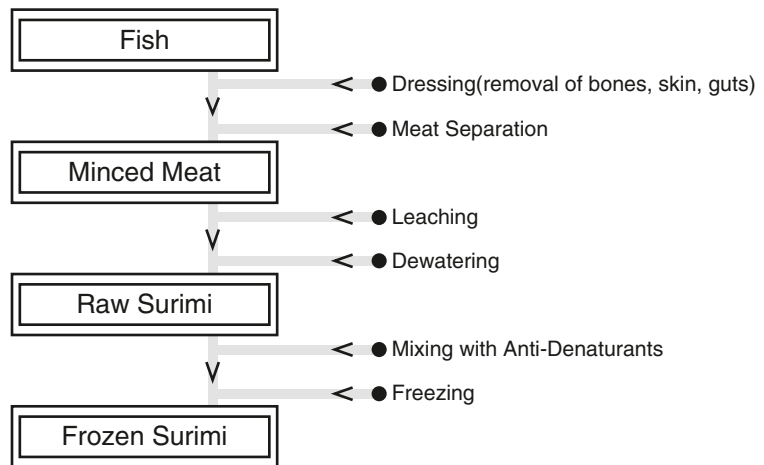 Fish
Dressing(removal of bones, skin, guts)
Meat Separation
Minced Meat
Leaching
Dewatering
Raw Surimi
Mixing with Anti-Denaturants
Freezing
Frozen Surimi